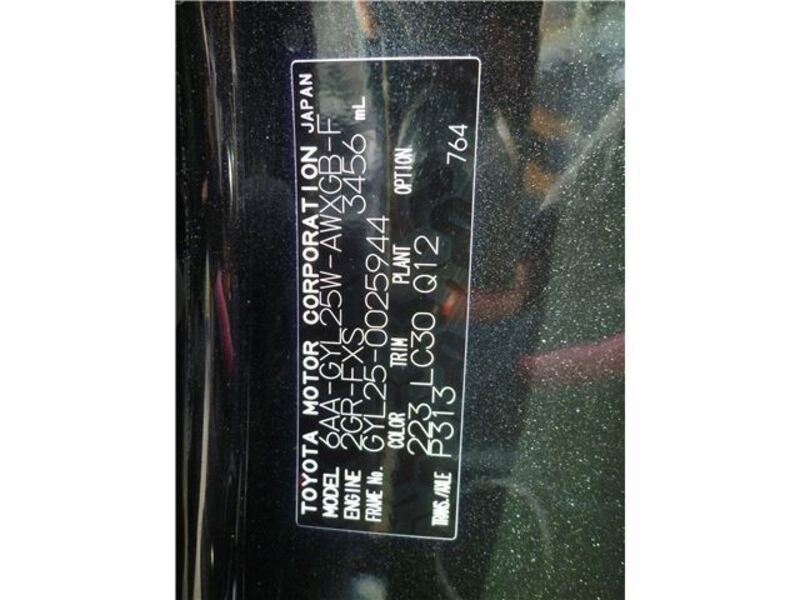 TOYOTA MOTOR CORPORATION JAPAN
MODEL 6AA-GYL25W-AWXGB-F
ENGINE 2GR-FXS 3456 mL
FRAME No. GYL25-0025944
COLOR TRIM PLANT OPTION
223 LC30 Q12
TRANS./AXLE P313 764